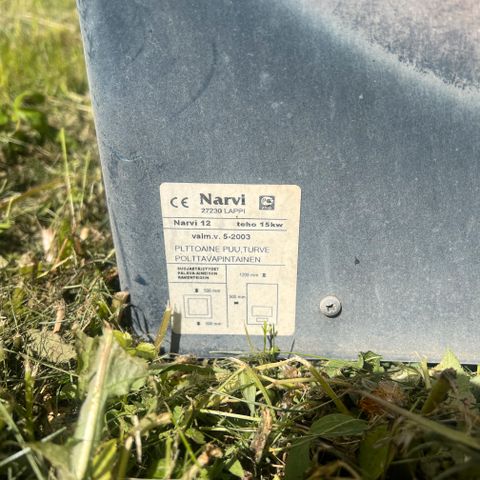 CE Narvi
27230 LAPPI
Narvi 12 teho 15kw
valm.v. 5-2003
PLTTOAINE PUU,TURVE
POLTTAVAPINTAINEN
SUOJAETÄISYYDET
PALAVA-AINEISIIN
RAKENTEISIIN
1200 mm
500 mm
500 mm